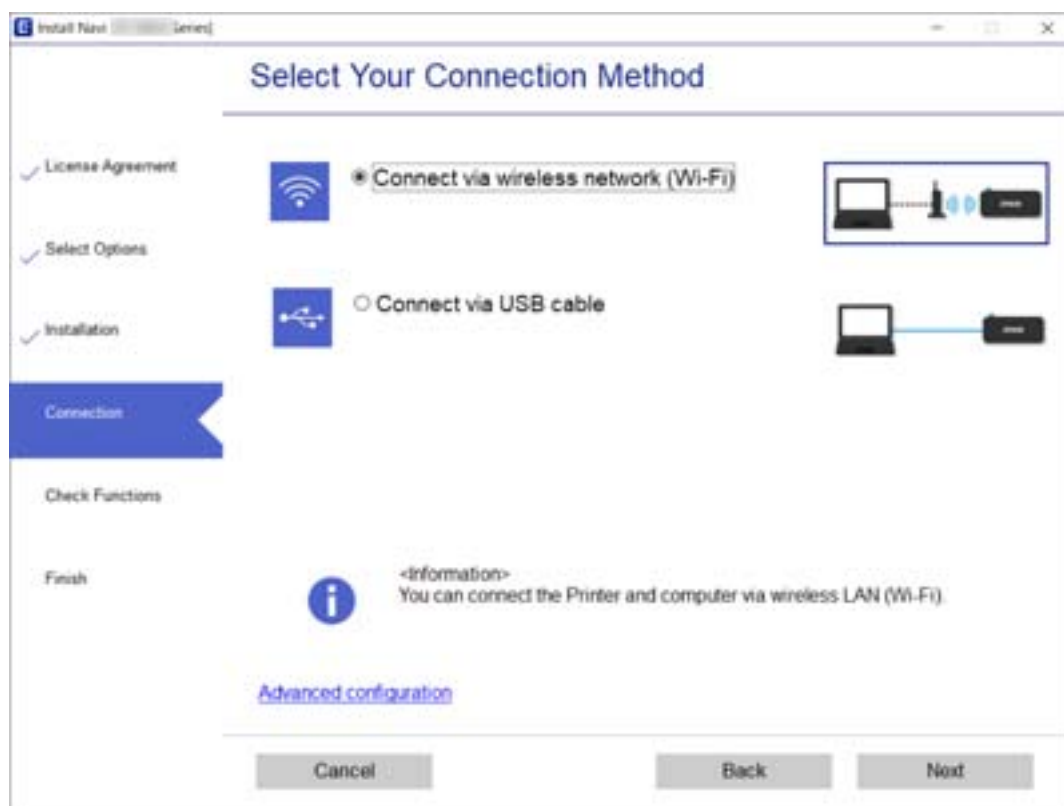 Install Navi Series]
Select Your Connection Method
License Agreement
Select Options
Installation
Connection
Check Functions
Finish
Connect via wireless network (Wi-Fi)
Connect via USB cable
<Information>
You can connect the Printer and computer via wireless LAN (Wi-Fi).
Advanced configuration
Cancel
Back
Next